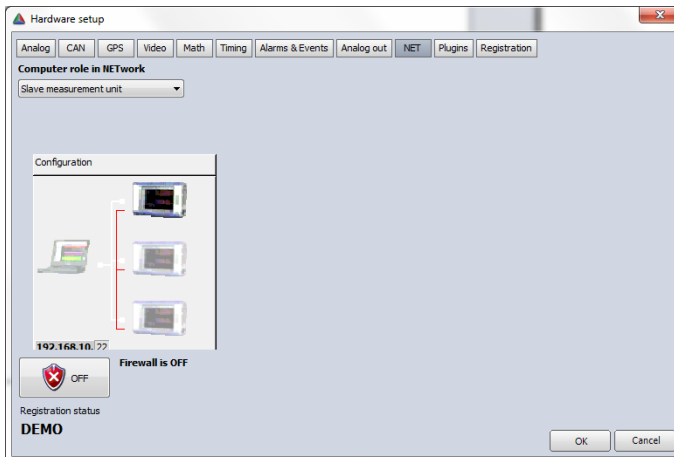 Hardware setup
Analog CAN GPS Video Math Timing Alarms & Events Analog out NET Plugins Registration
Computer role in NETwork
Slave measurement unit
Configuration
192.168.10. 22
Firewall is OFF
OFF
Registration status
DEMO
OK Cancel